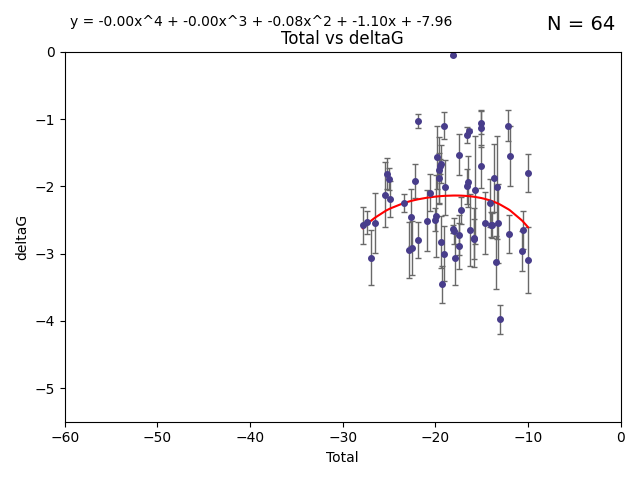 y = -0.00x^4 + -0.00x^3 + -0.08x^2 + -1.10x + -7.96
N = 64
Total vs deltaG
deltaG
0
−1
−2
−3
−4
−5
−60 −50 −40 −30 −20 −10 0
Total